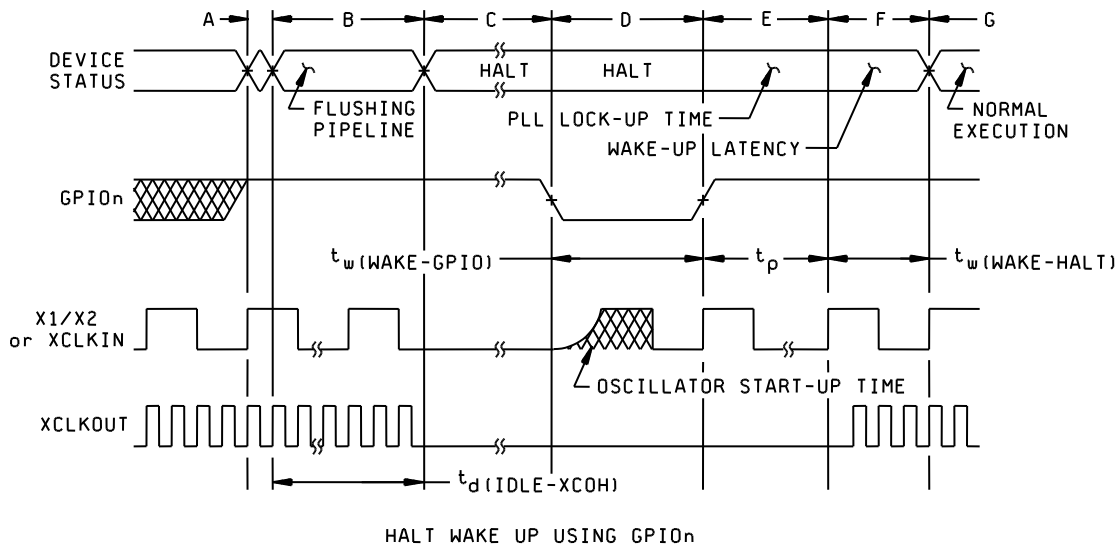 A B C D E F G
DEVICE
STATUS
HALT HALT
FLUSHING
PIPELINE
PLL LOCK-UP TIME
WAKE-UP LATENCY
NORMAL
EXECUTION
GPIOn
tw(WAKE-GPIO) tp tw(WAKE-HALT)
X1/X2
or XCLKIN
OSCILLATOR START-UP TIME
XCLKOUT
td(IDLE-XCOH)
HALT WAKE UP USING GPIOn